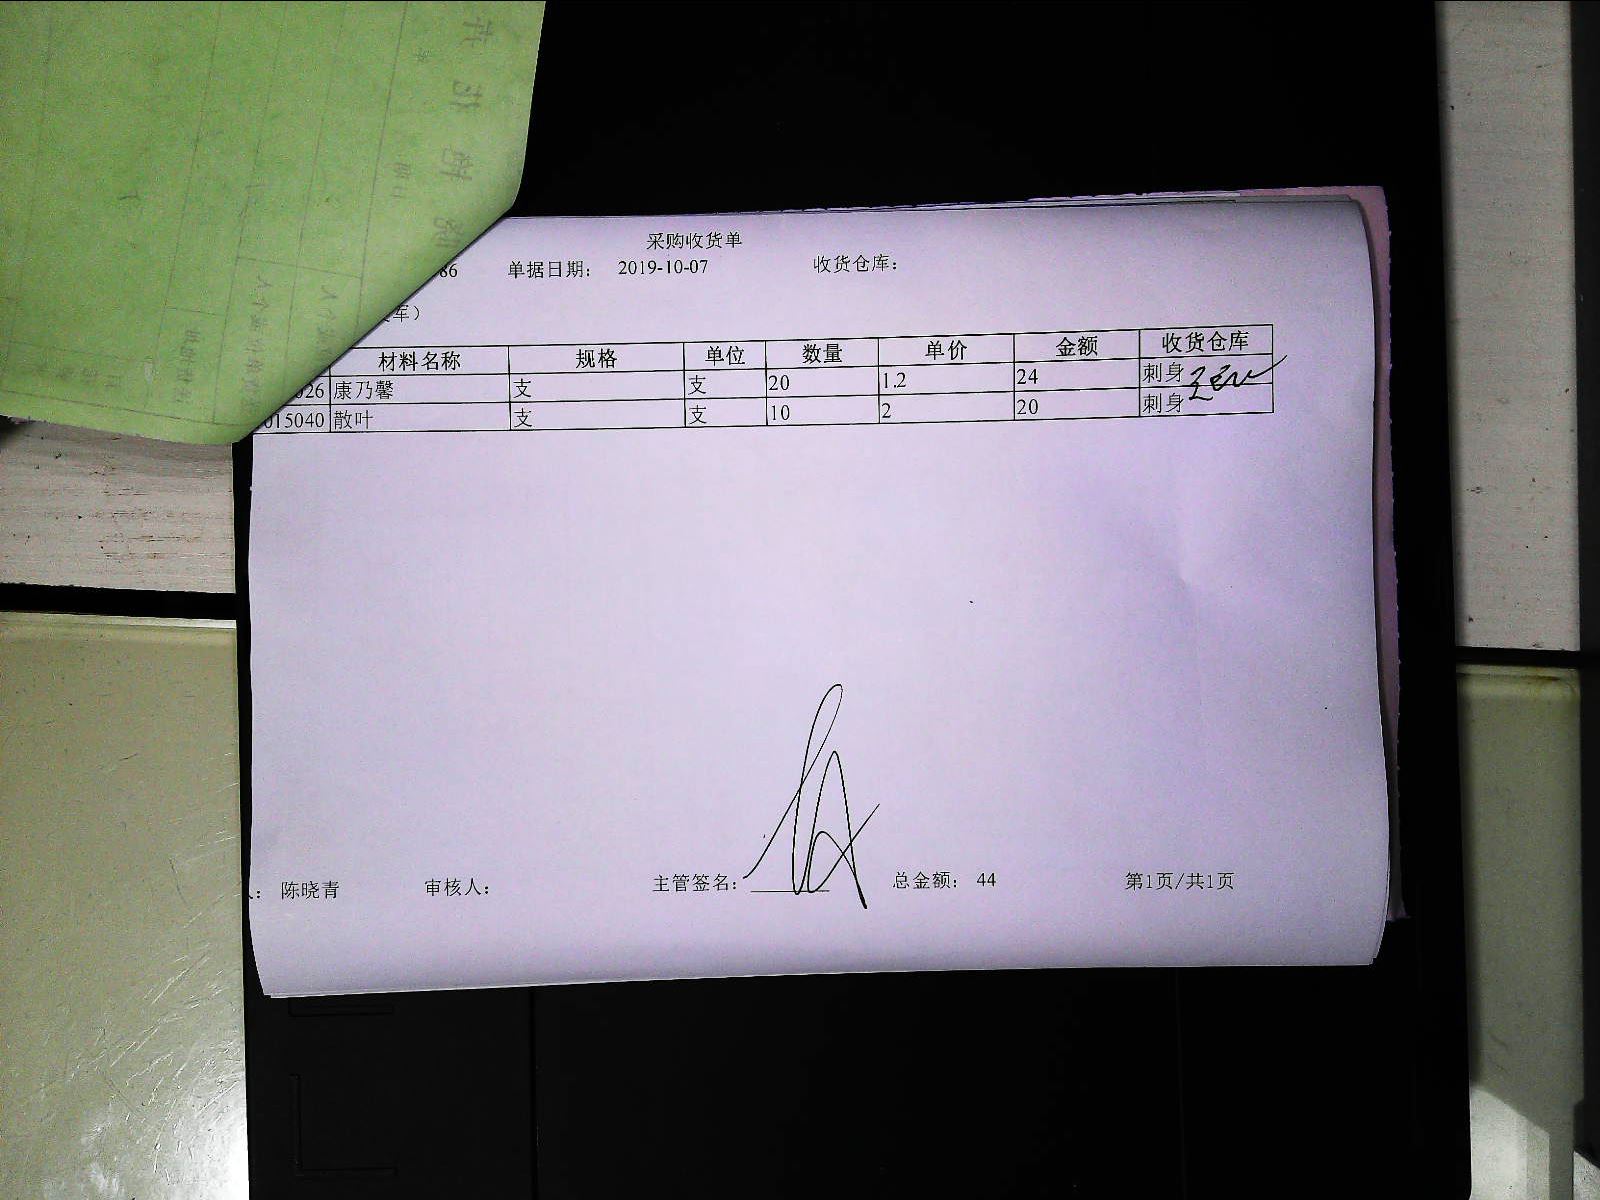 采购收货单
86 单据日期： 2019-10-07 收货仓库：
军）
材料名称 规格 单位 数量 单价 金额 收货仓库
026 康乃馨 支 支 20 1.2 24 刺身
015040 散叶 支 支 10 2 20 刺身
： 陈晓青 审核人： 主管签名： 总金额： 44 第1页/共1页